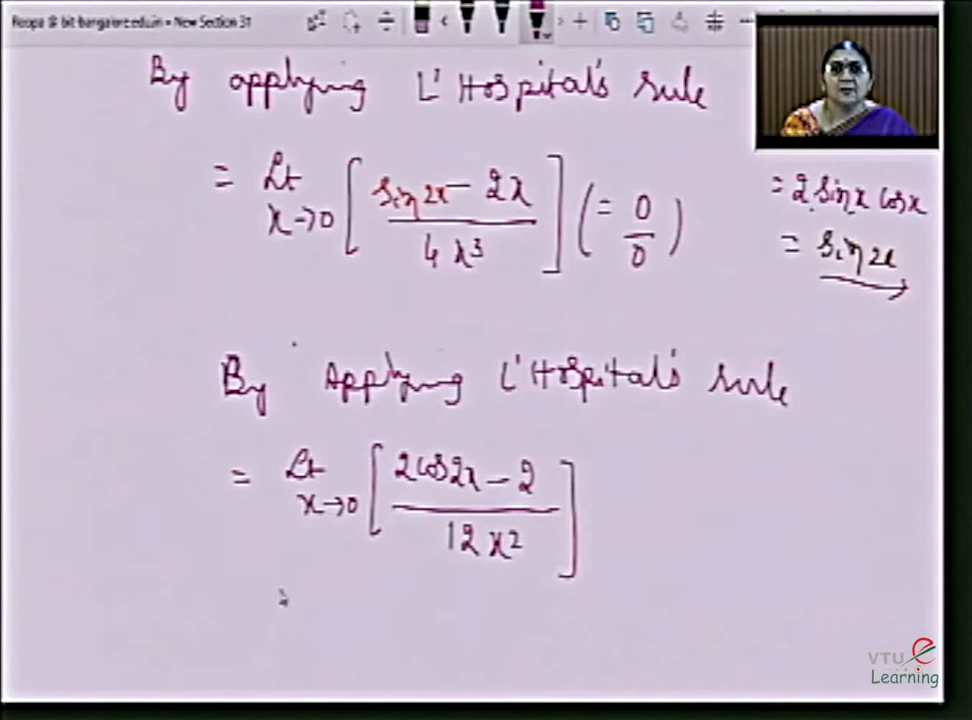 Roopa @ bit-bangalore.edu.in • New Section 31
By applying L'Hospital's rule
= Lt x→0 [ (sin2x - 2x) / 4x³ ] (= 0/0)
= 2 sinx cosx
= sin2x
By Applying L'Hospital's rule
= Lt x→0 [ (2cos2x - 2) / 12x² ]
VTU e
Learning